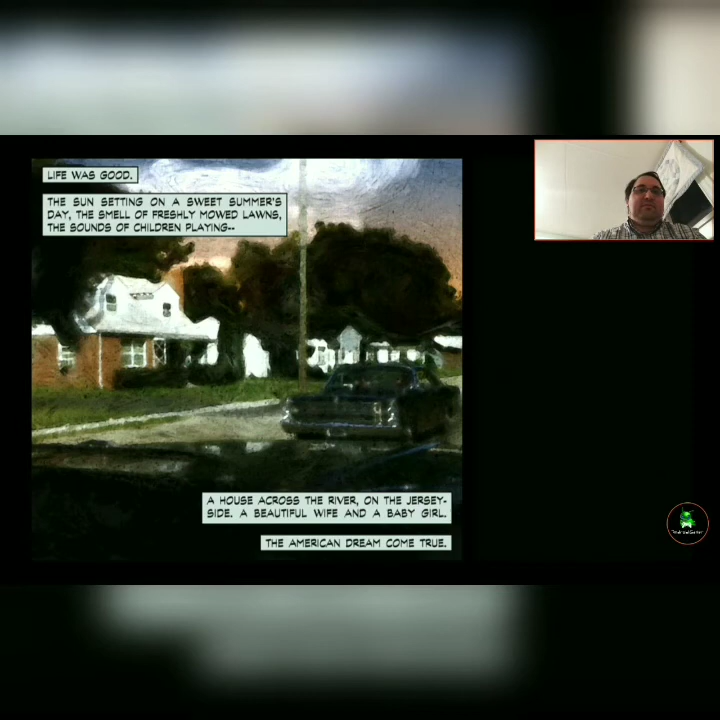 LIFE WAS GOOD.
THE SUN SETTING ON A SWEET SUMMER'S
DAY, THE SMELL OF FRESHLY MOWED LAWNS,
THE SOUNDS OF CHILDREN PLAYING--
A HOUSE ACROSS THE RIVER, ON THE JERSEY-
SIDE. A BEAUTIFUL WIFE AND A BABY GIRL.
THE AMERICAN DREAM COME TRUE.